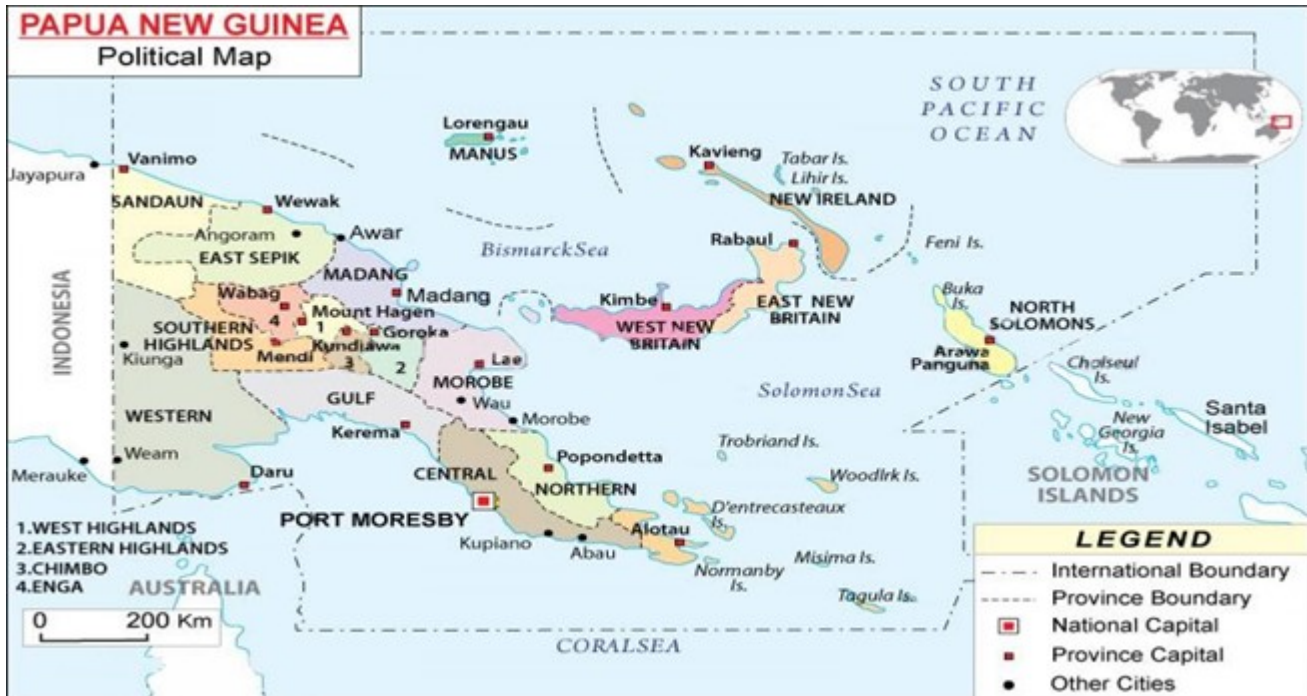 PAPUA NEW GUINEA
Political Map
SOUTH
PACIFIC
OCEAN
Lorengau
MANUS
Kavieng
Tabar Is.
Lihir Is.
NEW IRELAND
Jayapura
Vanimo
SANDAUN
Wewak
Angoram
Awar
EAST SEPIK
BismarckSea
Rabaul
Feni Is.
MADANG
Madang
Wabag
4
Mount Hagen
1
Goroka
Kundiawa
SOUTHERN
HIGHLANDS
Mendi
3
2
Kimbe
WEST NEW
BRITAIN
EAST NEW
BRITAIN
Buka
Is.
NORTH
SOLOMONS
Arawa
Panguna
INDONESIA
Kiunga
Lae
MOROBE
Wau
Morobe
SolomonSea
Choiseul
Is.
New
Georgia
Is.
Santa
Isabel
SOLOMON
ISLANDS
GULF
WESTERN
Kerema
Merauke
Weam
Daru
CENTRAL
Popondetta
NORTHERN
Trobriand Is.
Woodlrk Is.
D'entrecasteaux
Is.
PORT MORESBY
Kupiano
Abau
Alotau
Normanby
Is.
Misima Is.
Tagula Is.
1.WEST HIGHLANDS
2.EASTERN HIGHLANDS
3.CHIMBO
4.ENGA
AUSTRALIA
0 200 Km
CORALSEA
LEGEND
International Boundary
Province Boundary
National Capital
Province Capital
Other Cities